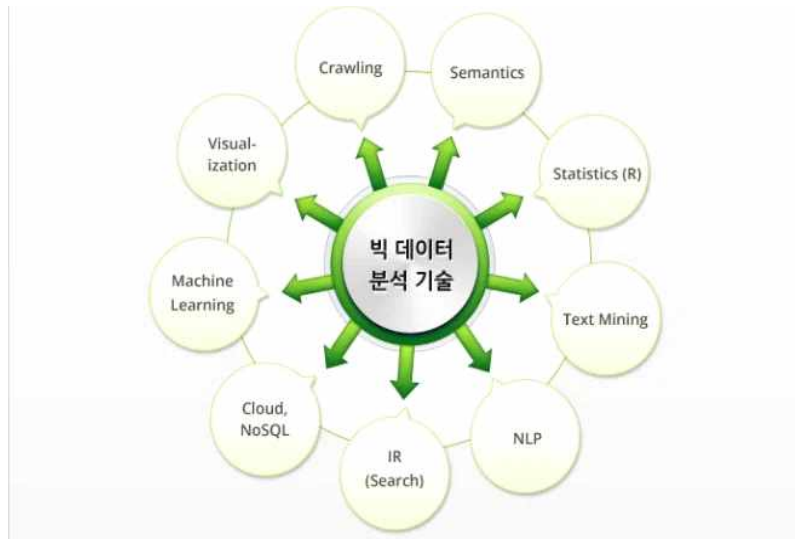 Crawling
Semantics
Statistics (R)
Text Mining
NLP
IR
(Search)
Cloud,
NoSQL
Machine
Learning
Visual-
ization
빅 데이터
분석 기술